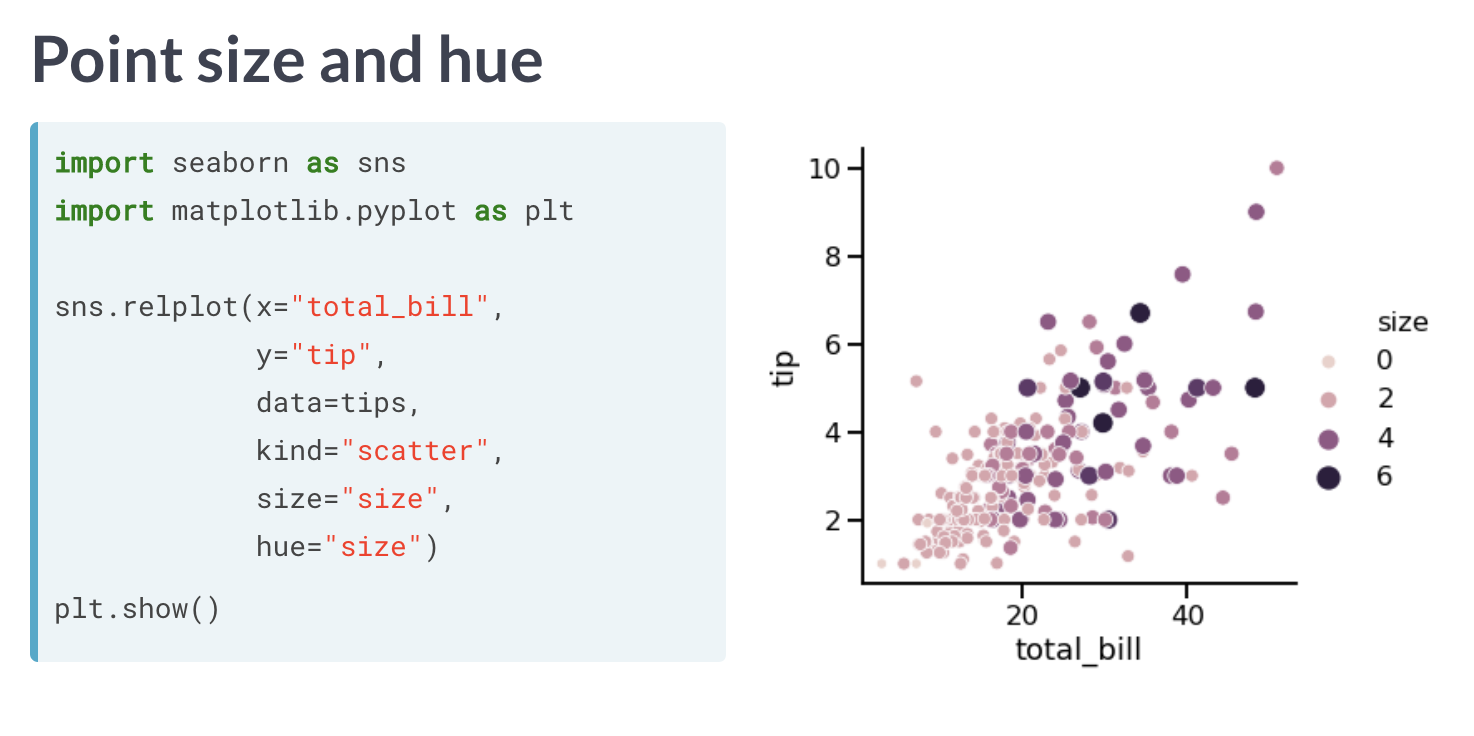 Point size and hue
import seaborn as sns
import matplotlib.pyplot as plt
sns.relplot(x="total_bill",
            y="tip",
            data=tips,
            kind="scatter",
            size="size",
            hue="size")
plt.show()
10
8
6
4
2
tip
20 40
total_bill
size
0
2
4
6